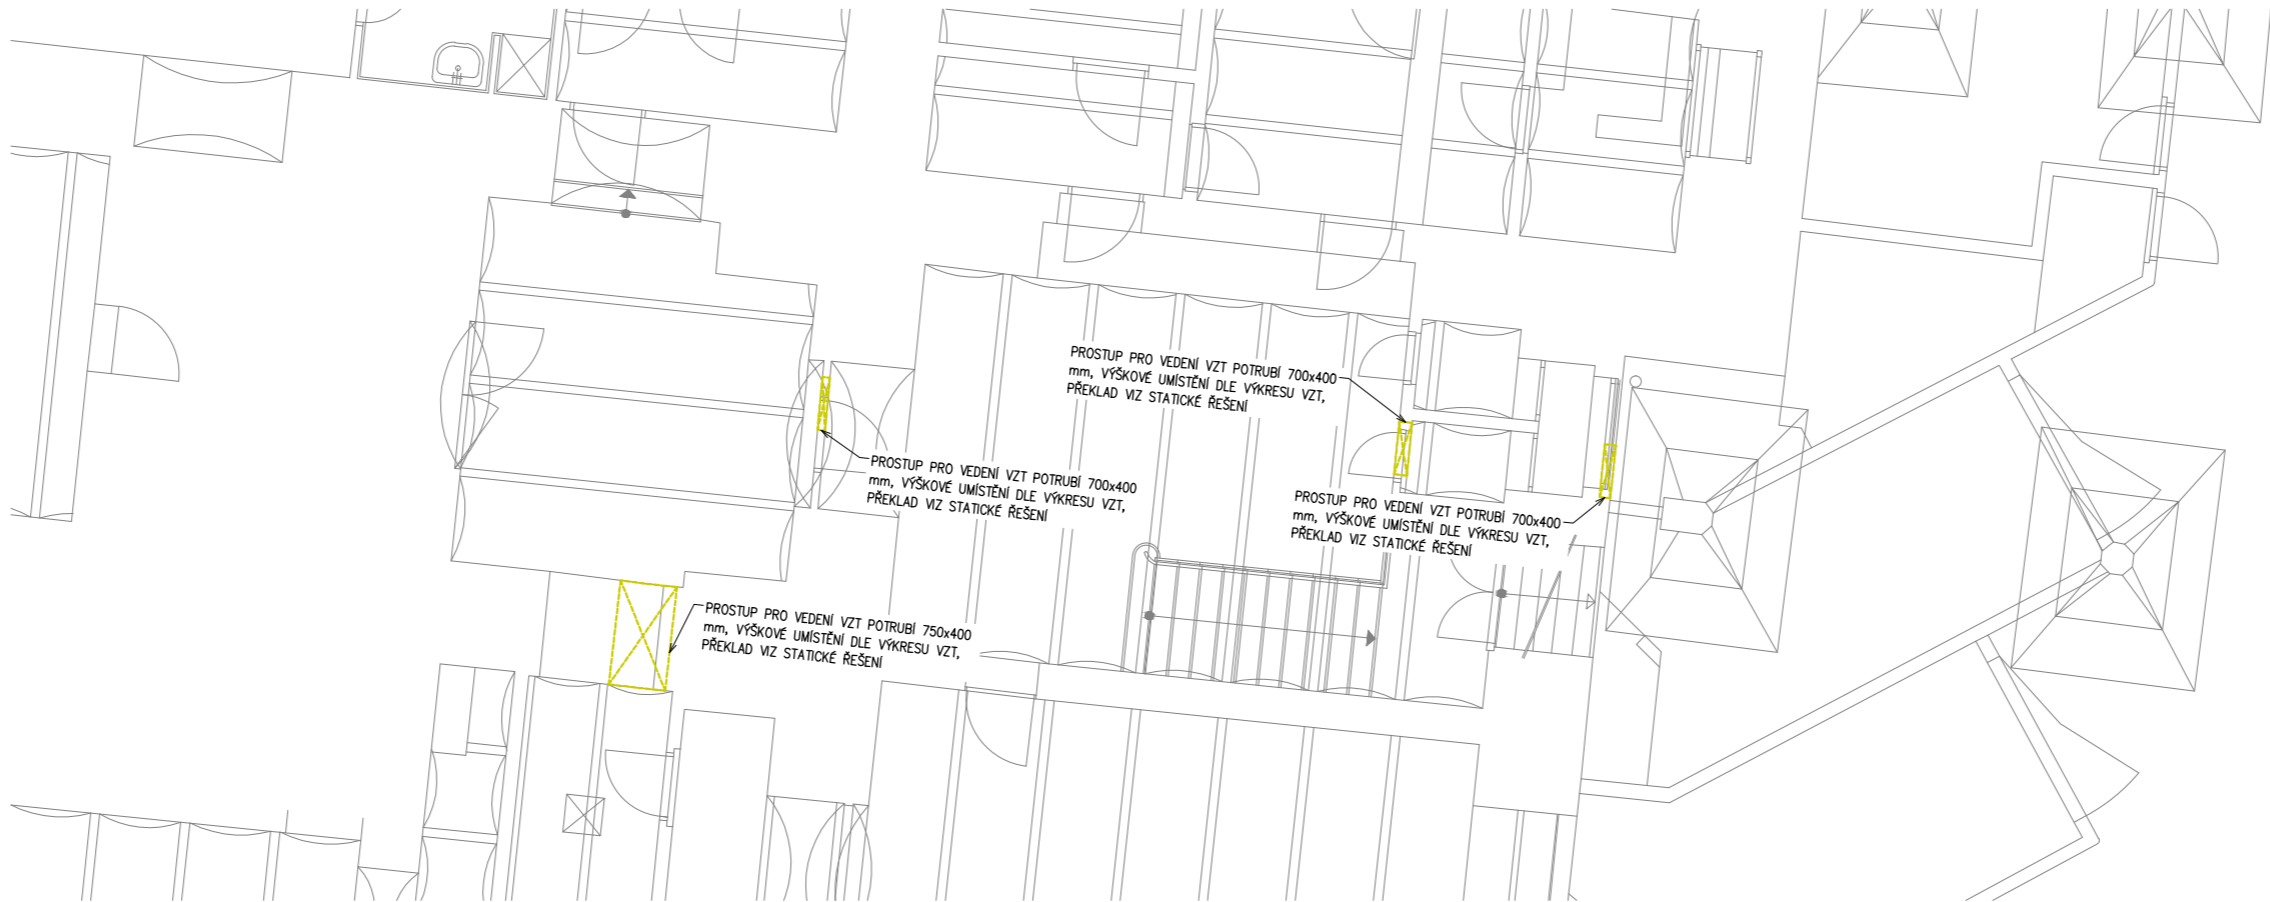 PROSTUP PRO VEDENÍ VZT POTRUBÍ 700x400
mm, VÝŠKOVÉ UMÍSTĚNÍ DLE VÝKRESU VZT,
PŘEKLAD VIZ STATICKÉ ŘEŠENÍ
PROSTUP PRO VEDENÍ VZT POTRUBÍ 700x400
mm, VÝŠKOVÉ UMÍSTĚNÍ DLE VÝKRESU VZT,
PŘEKLAD VIZ STATICKÉ ŘEŠENÍ
PROSTUP PRO VEDENÍ VZT POTRUBÍ 700x400
mm, VÝŠKOVÉ UMÍSTĚNÍ DLE VÝKRESU VZT,
PŘEKLAD VIZ STATICKÉ ŘEŠENÍ
PROSTUP PRO VEDENÍ VZT POTRUBÍ 750x400
mm, VÝŠKOVÉ UMÍSTĚNÍ DLE VÝKRESU VZT,
PŘEKLAD VIZ STATICKÉ ŘEŠENÍ